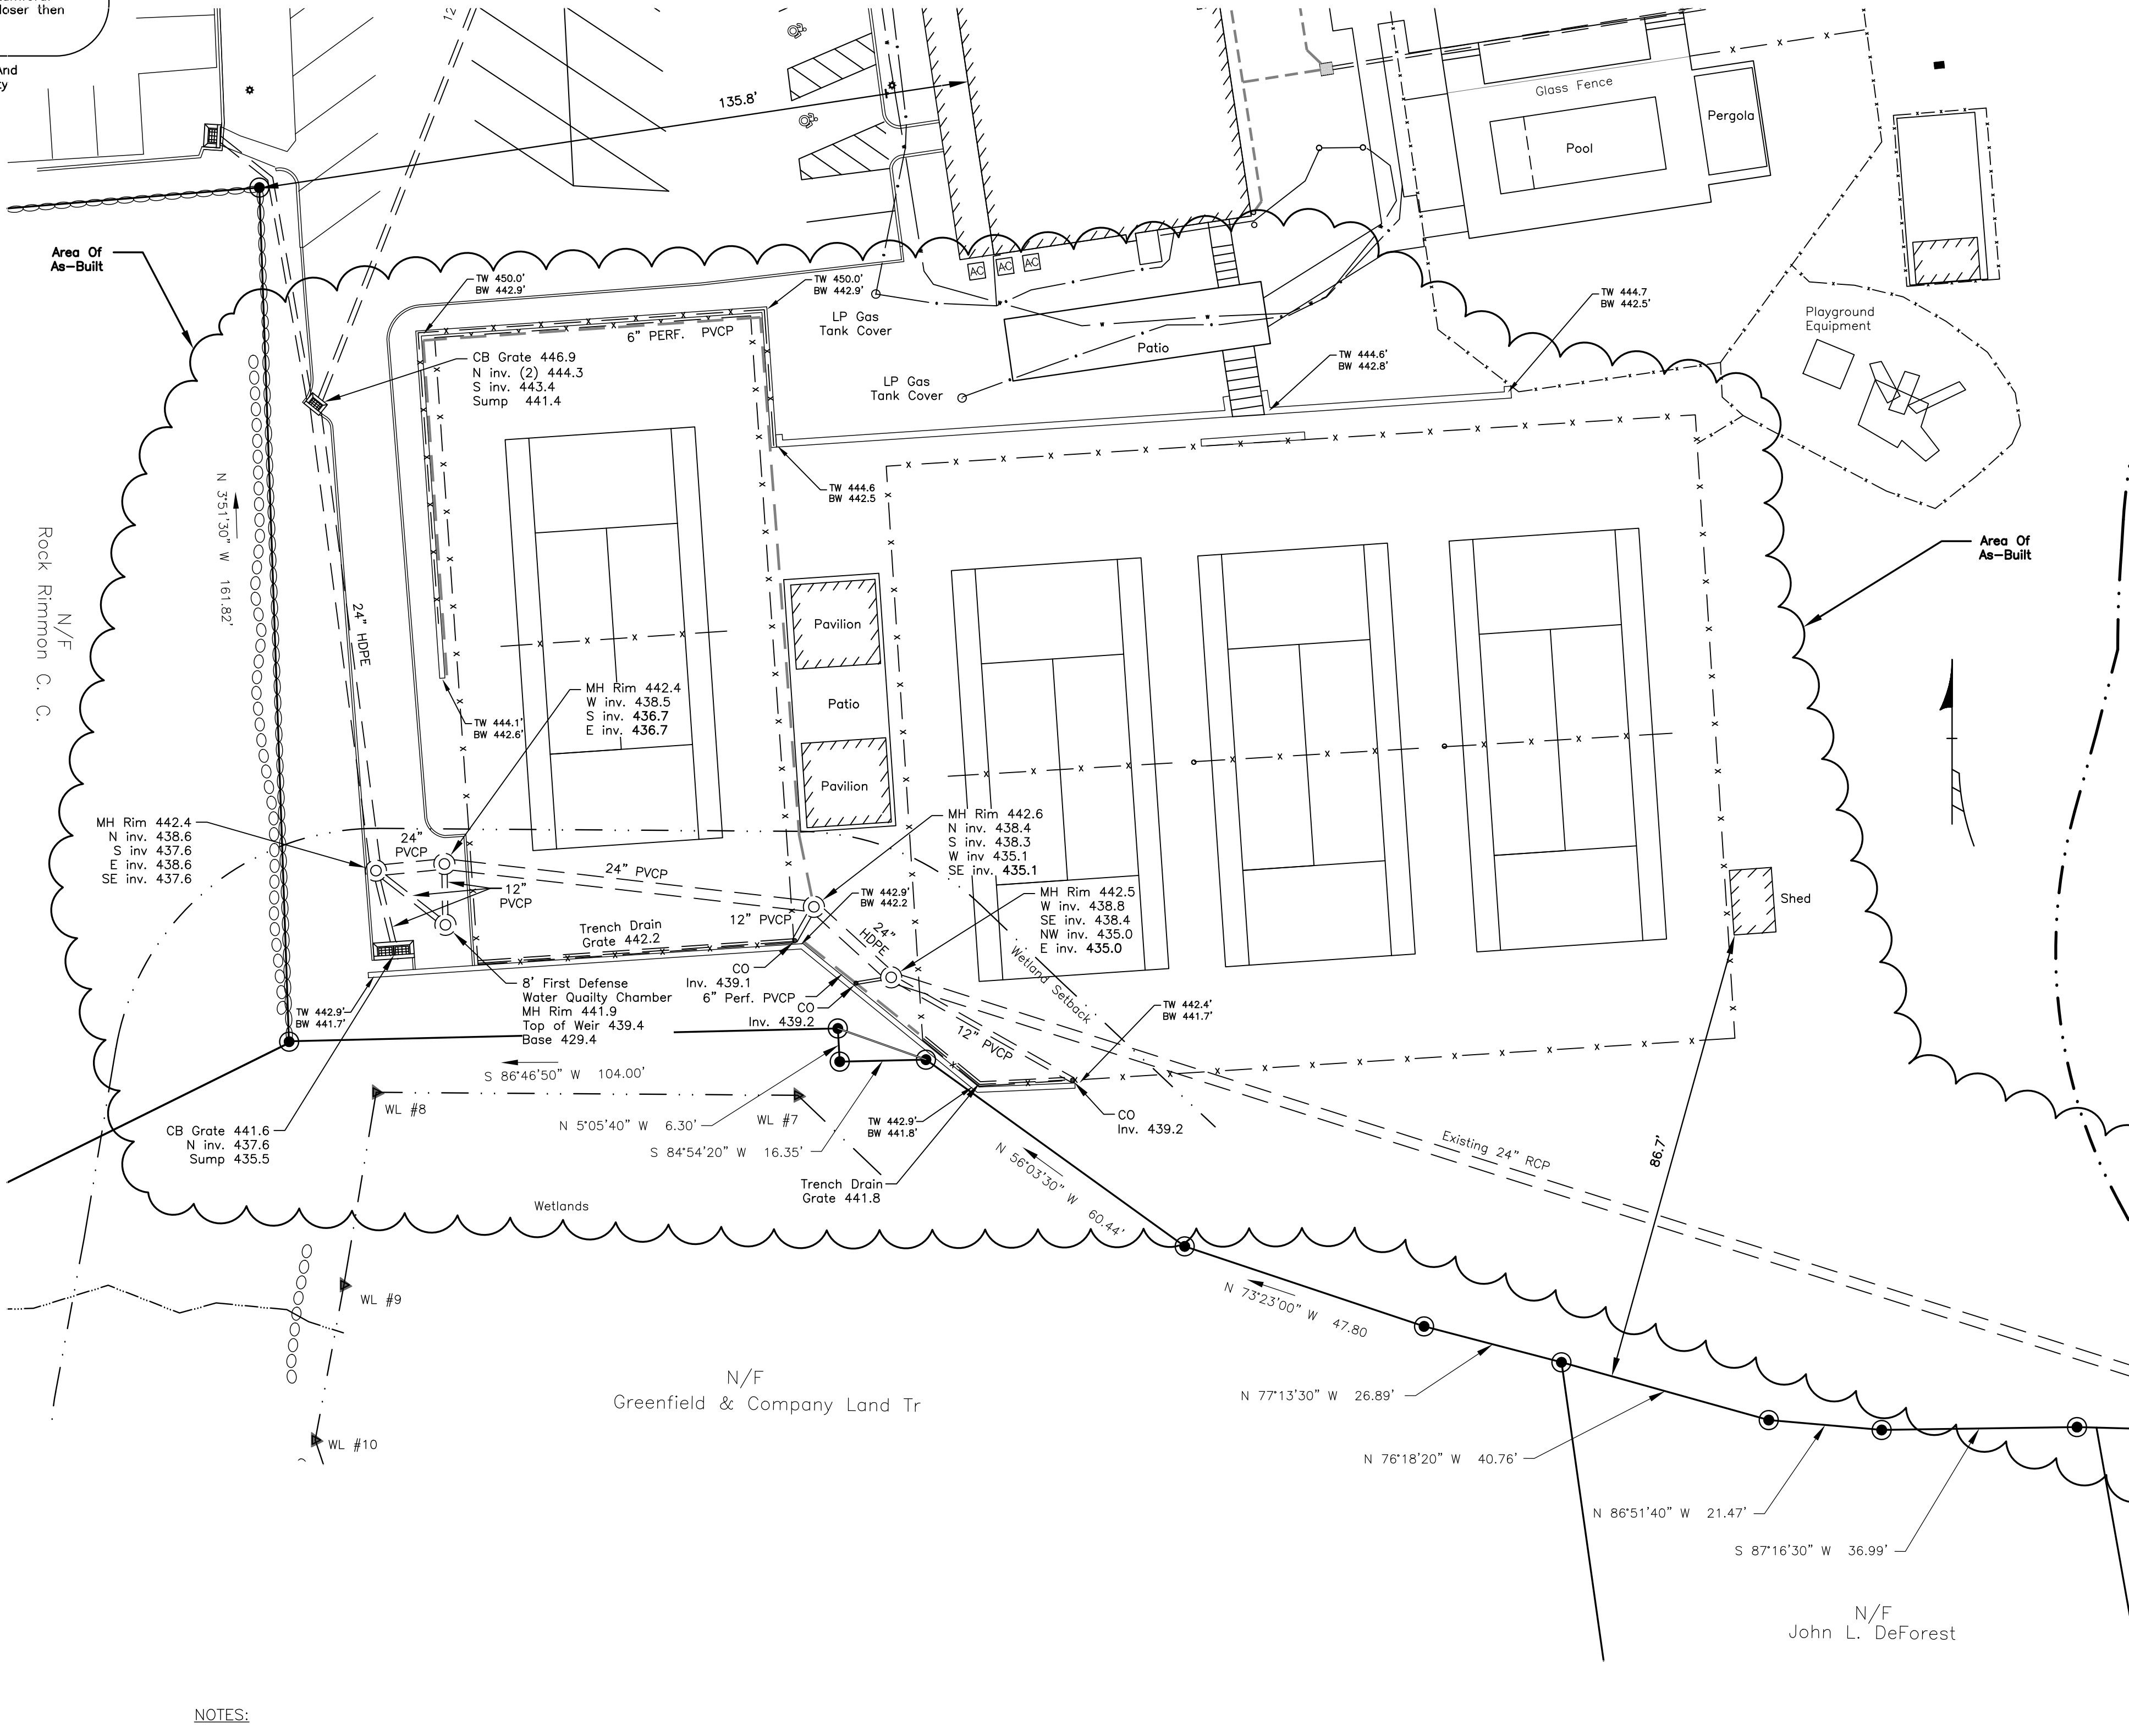 loser then
And
ty
12
135.8'
Glass Fence
Pergola
Pool
Area Of
As-Built
TW 450.0'
BW 442.9'
TW 450.0'
BW 442.9'
AC
AC
AC
TW 444.7
BW 442.5'
Playground
Equipment
6" PERF. PVCP
LP Gas
Tank Cover
Patio
CB Grate 446.9
N inv. (2) 444.3
S inv. 443.4
Sump 441.4
LP Gas
Tank Cover
TW 444.6'
BW 442.8'
N 3°51'30" W 161.82'
TW 444.6
BW 442.5
Area Of
As-Built
N/F
Rock Rimmon C. C.
24" HDPE
Pavilion
MH Rim 442.4
W inv. 438.5
S inv. 436.7
E inv. 436.7
Patio
TW 444.1'
BW 442.6'
Pavilion
MH Rim 442.4
N inv. 438.6
S inv 437.6
E inv. 438.6
SE inv. 437.6
24"
PVCP
24" PVCP
MH Rim 442.6
N inv. 438.4
S inv. 438.3
W inv 435.1
SE inv. 435.1
12"
PVCP
TW 442.9'
BW 442.2
MH Rim 442.5
W inv. 438.8
SE inv. 438.4
NW inv. 435.0
E inv. 435.0
Shed
12" PVCP
Trench Drain
Grate 442.2
24"
HDPE
Wetland Setback
CO
Inv. 439.1
8' First Defense
Water Quailty Chamber
MH Rim 441.9
Top of Weir 439.4
Base 429.4
6" Perf. PVCP
CO
Inv. 439.2
TW 442.9'
BW 441.7'
TW 442.4'
BW 441.7'
12" PVCP
S 86°46'50" W 104.00'
WL #8
WL #7
N 5°05'40" W 6.30'
TW 442.9'
BW 441.8'
CO
Inv. 439.2
CB Grate 441.6
N inv. 437.6
Sump 435.5
S 84°54'20" W 16.35'
Existing 24" RCP
86.7'
Trench Drain
Grate 441.8
N 56°03'30" W 60.44'
Wetlands
WL #9
N 73°23'00" W 47.80
N/F
Greenfield & Company Land Tr
N 77°13'30" W 26.89'
WL #10
N 76°18'20" W 40.76'
N 86°51'40" W 21.47'
S 87°16'30" W 36.99'
N/F
John L. DeForest
NOTES: